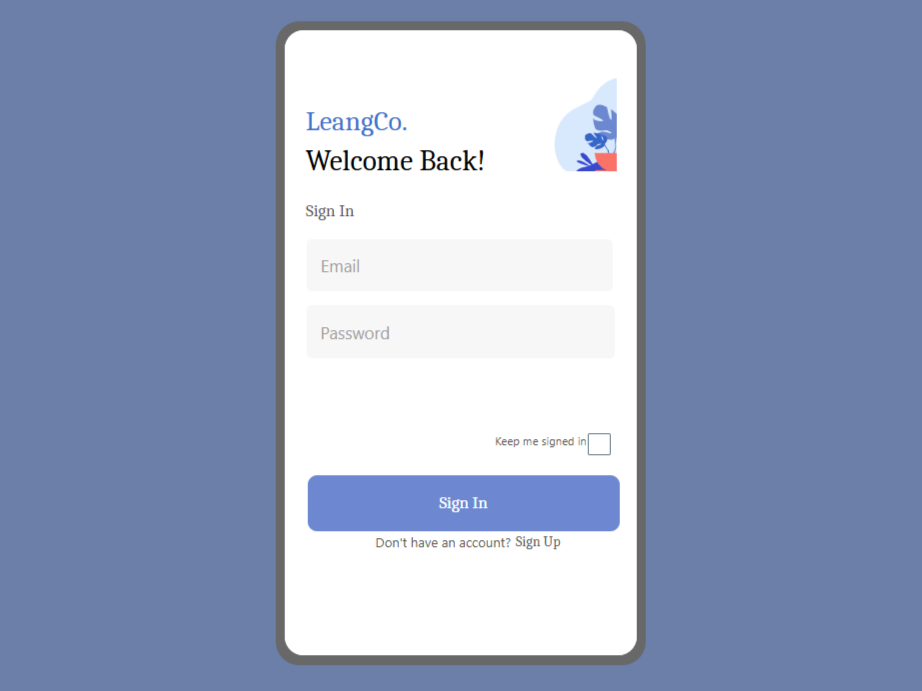 LeangCo.
Welcome Back!
Sign In
Email
Password
Keep me signed in
Sign In
Don't have an account? Sign Up